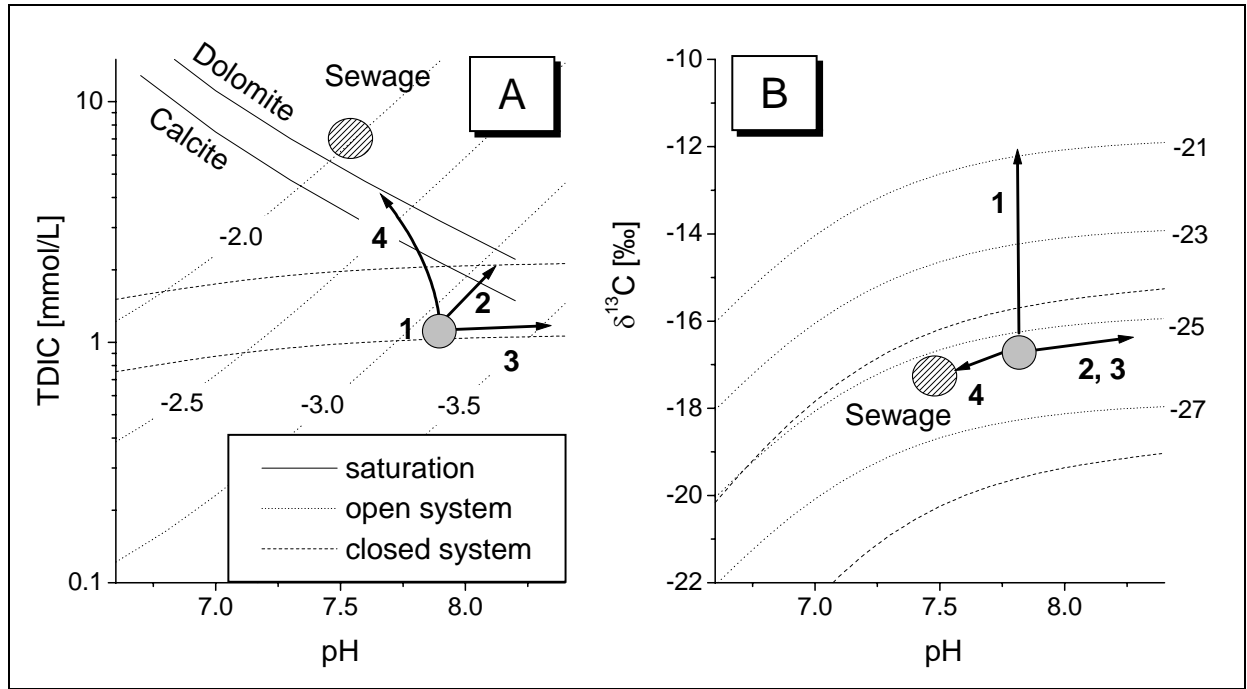 A
Dolomite
Calcite
Sewage
10
1
0.1
TDIC [mmol/L]
-2.0
-2.5
-3.0
-3.5
4
2
1
3
saturation
open system
closed system
7.0
7.5
8.0
pH
B
-10
-12
-14
-16
-18
-20
-22
δ13C [‰]
-21
-23
-25
-27
1
2, 3
4
Sewage
7.0
7.5
8.0
pH